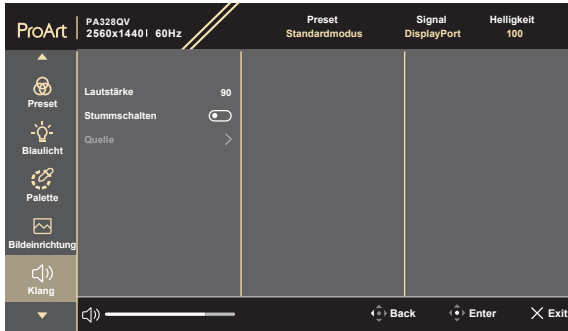 ProArt
PA328QV
2560x1440I 60Hz
Preset
Standardmodus
Signal
DisplayPort
Helligkeit
100
Preset
Blaulicht
Palette
Bildeinrichtung
Klang
Lautstärke 90
Stummschalten
Quelle
Back
Enter
Exit